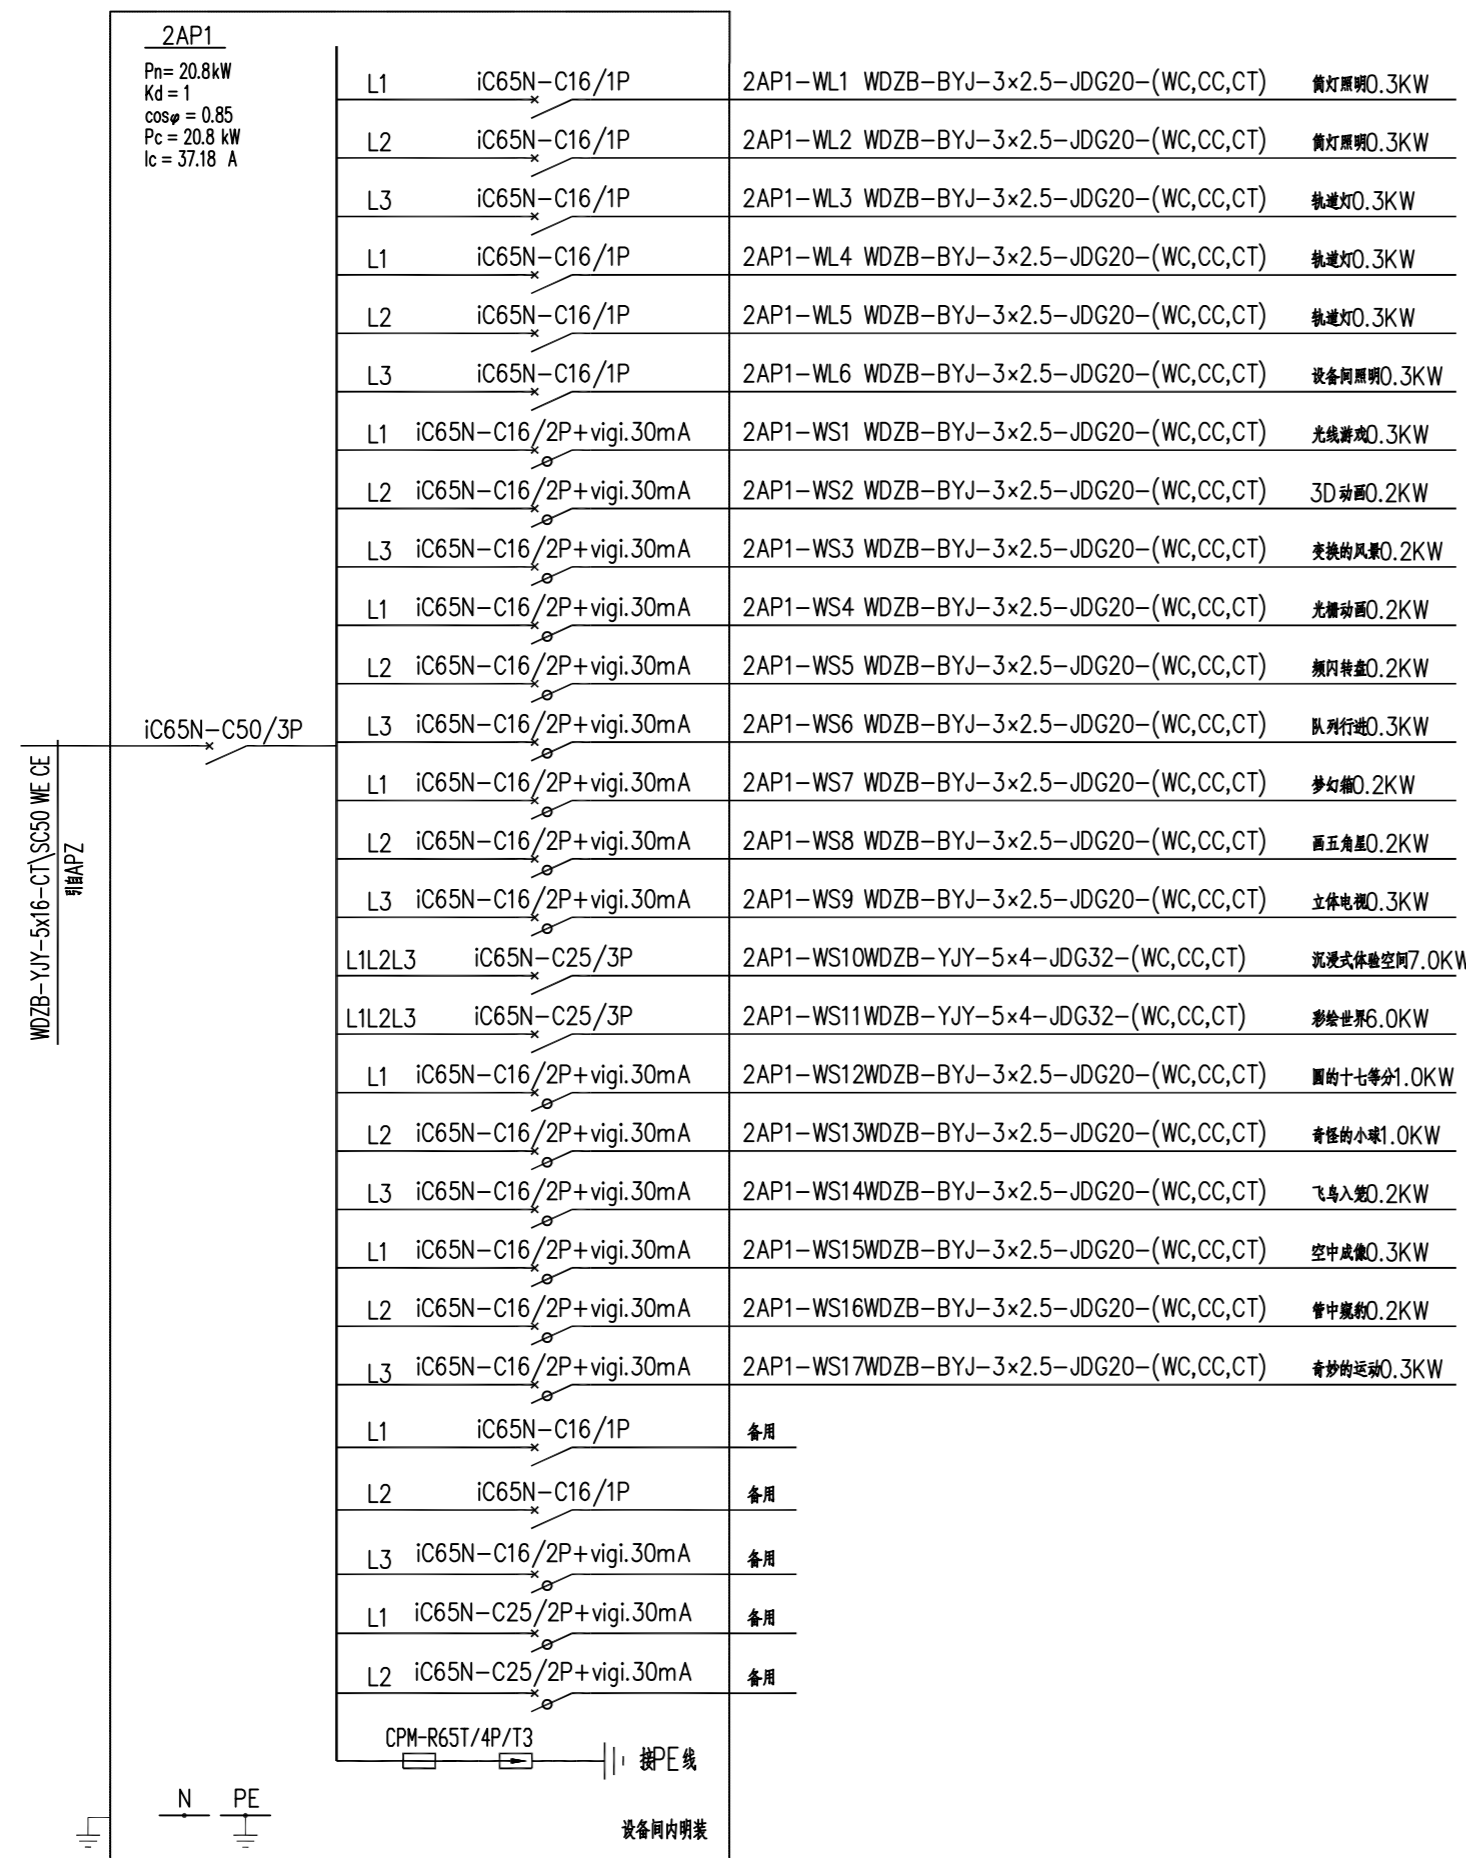 2AP1
Pn= 20.8kW
Kd = 1
cosφ = 0.85
Pc = 20.8 kW
Ic = 37.18 A
L1 iC65N-C16/1P 2AP1-WL1 WDZB-BYJ-3×2.5-JDG20-(WC,CC,CT) 筒灯照明0.3KW
L2 iC65N-C16/1P 2AP1-WL2 WDZB-BYJ-3×2.5-JDG20-(WC,CC,CT) 筒灯照明0.3KW
L3 iC65N-C16/1P 2AP1-WL3 WDZB-BYJ-3×2.5-JDG20-(WC,CC,CT) 轨道灯0.3KW
L1 iC65N-C16/1P 2AP1-WL4 WDZB-BYJ-3×2.5-JDG20-(WC,CC,CT) 轨道灯0.3KW
L2 iC65N-C16/1P 2AP1-WL5 WDZB-BYJ-3×2.5-JDG20-(WC,CC,CT) 轨道灯0.3KW
L3 iC65N-C16/1P 2AP1-WL6 WDZB-BYJ-3×2.5-JDG20-(WC,CC,CT) 设备间照明0.3KW
L1 iC65N-C16/2P+vigi.30mA 2AP1-WS1 WDZB-BYJ-3×2.5-JDG20-(WC,CC,CT) 光线游戏0.3KW
L2 iC65N-C16/2P+vigi.30mA 2AP1-WS2 WDZB-BYJ-3×2.5-JDG20-(WC,CC,CT) 3D动画0.2KW
L3 iC65N-C16/2P+vigi.30mA 2AP1-WS3 WDZB-BYJ-3×2.5-JDG20-(WC,CC,CT) 变换的风景0.2KW
L1 iC65N-C16/2P+vigi.30mA 2AP1-WS4 WDZB-BYJ-3×2.5-JDG20-(WC,CC,CT) 光栅动画0.2KW
L2 iC65N-C16/2P+vigi.30mA 2AP1-WS5 WDZB-BYJ-3×2.5-JDG20-(WC,CC,CT) 频闪转盘0.2KW
iC65N-C50/3P
L3 iC65N-C16/2P+vigi.30mA 2AP1-WS6 WDZB-BYJ-3×2.5-JDG20-(WC,CC,CT) 队列行进0.3KW
L1 iC65N-C16/2P+vigi.30mA 2AP1-WS7 WDZB-BYJ-3×2.5-JDG20-(WC,CC,CT) 梦幻箱0.2KW
L2 iC65N-C16/2P+vigi.30mA 2AP1-WS8 WDZB-BYJ-3×2.5-JDG20-(WC,CC,CT) 画五角星0.2KW
L3 iC65N-C16/2P+vigi.30mA 2AP1-WS9 WDZB-BYJ-3×2.5-JDG20-(WC,CC,CT) 立体电视0.3KW
WDZB-YJY-5x16-CT\SC50 WE CE
引自APZ
L1L2L3 iC65N-C25/3P 2AP1-WS10WDZB-YJY-5×4-JDG32-(WC,CC,CT) 沉浸式体验空间7.0KW
L1L2L3 iC65N-C25/3P 2AP1-WS11WDZB-YJY-5×4-JDG32-(WC,CC,CT) 彩绘世界6.0KW
L1 iC65N-C16/2P+vigi.30mA 2AP1-WS12WDZB-BYJ-3×2.5-JDG20-(WC,CC,CT) 圆的十七等分1.0KW
L2 iC65N-C16/2P+vigi.30mA 2AP1-WS13WDZB-BYJ-3×2.5-JDG20-(WC,CC,CT) 奇怪的小球1.0KW
L3 iC65N-C16/2P+vigi.30mA 2AP1-WS14WDZB-BYJ-3×2.5-JDG20-(WC,CC,CT) 飞鸟入笼0.2KW
L1 iC65N-C16/2P+vigi.30mA 2AP1-WS15WDZB-BYJ-3×2.5-JDG20-(WC,CC,CT) 空中成像0.3KW
L2 iC65N-C16/2P+vigi.30mA 2AP1-WS16WDZB-BYJ-3×2.5-JDG20-(WC,CC,CT) 管中窥豹0.2KW
L3 iC65N-C16/2P+vigi.30mA 2AP1-WS17WDZB-BYJ-3×2.5-JDG20-(WC,CC,CT) 奇妙的运动0.3KW
L1 iC65N-C16/1P 备用
L2 iC65N-C16/1P 备用
L3 iC65N-C16/2P+vigi.30mA 备用
L1 iC65N-C25/2P+vigi.30mA 备用
L2 iC65N-C25/2P+vigi.30mA 备用
CPM-R65T/4P/T3
接PE线
N PE
设备间内明装